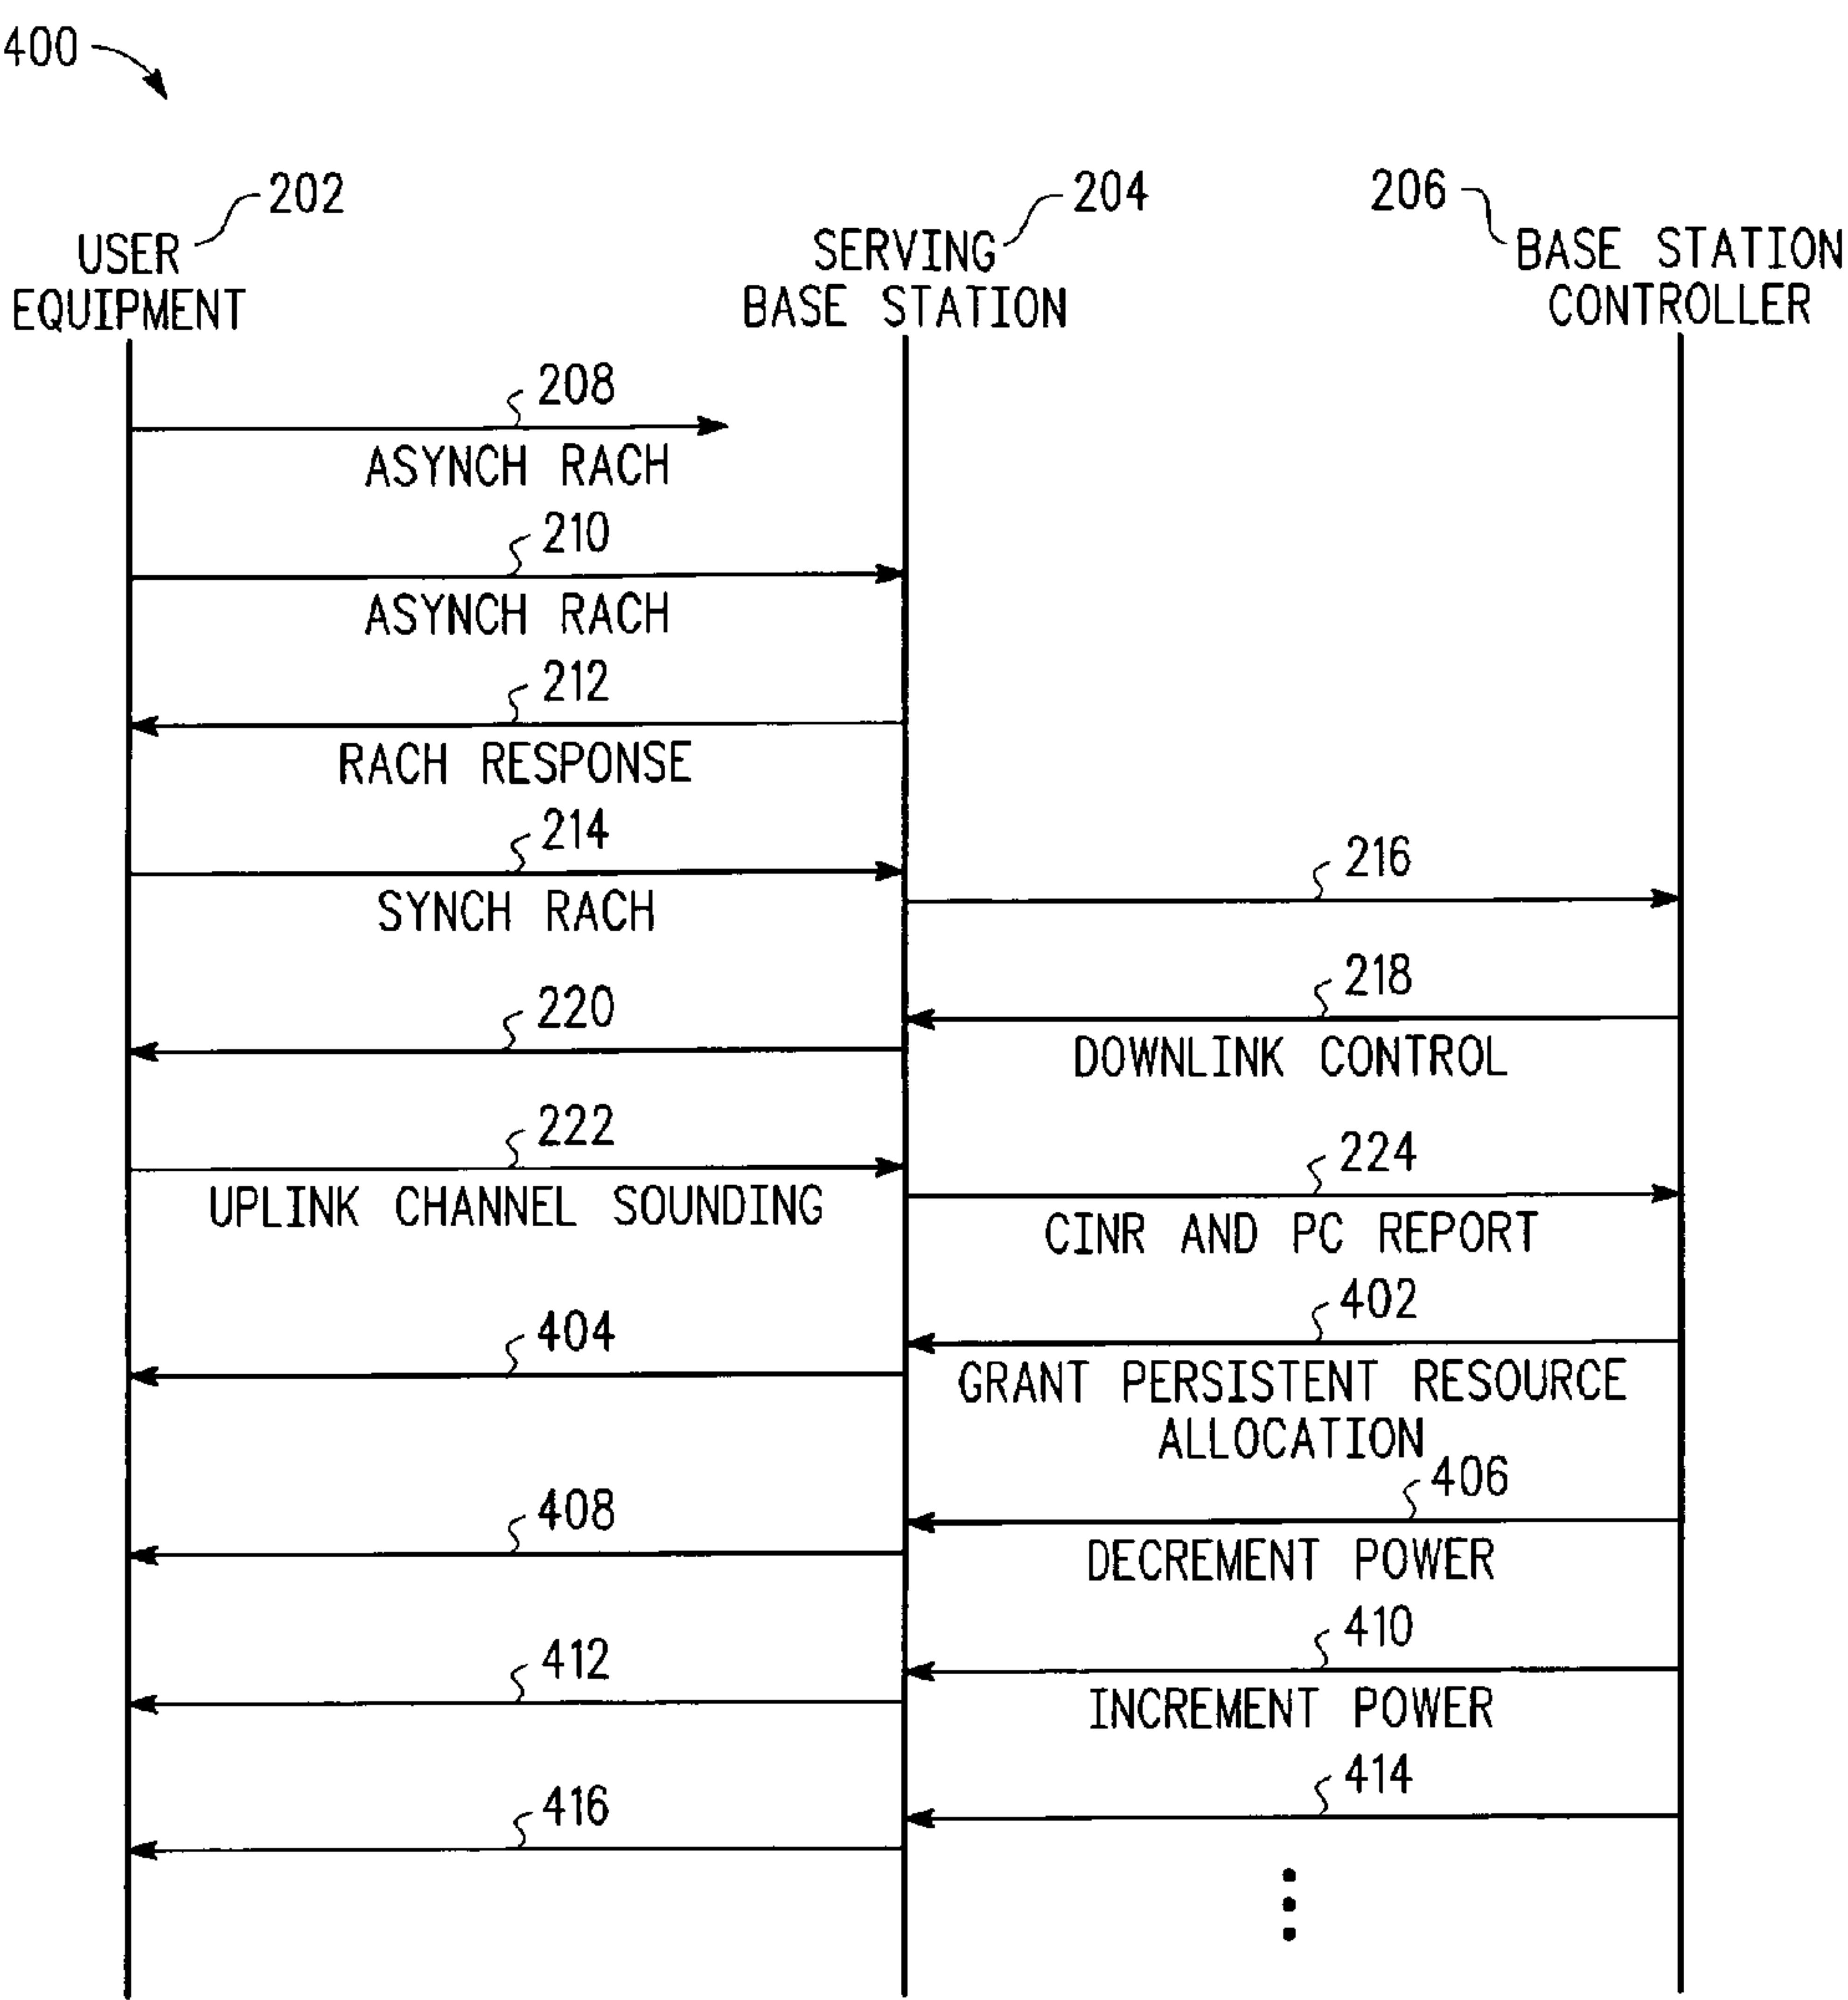 400
202
204
206
USER
EQUIPMENT
SERVING
BASE STATION
BASE STATION
CONTROLLER
208
ASYNCH RACH
210
ASYNCH RACH
212
RACH RESPONSE
214
SYNCH RACH
216
218
DOWNLINK CONTROL
220
222
UPLINK CHANNEL SOUNDING
224
CINR AND PC REPORT
402
GRANT PERSISTENT RESOURCE
ALLOCATION
404
406
DECREMENT POWER
408
410
INCREMENT POWER
412
414
416